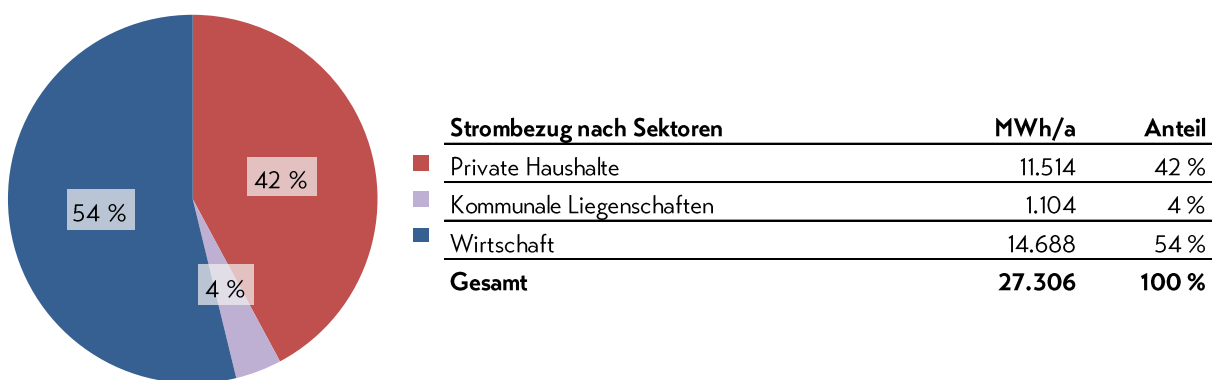 42 %
54 %
4 %
Strombezug nach Sektoren MWh/a Anteil
Private Haushalte 11.514 42 %
Kommunale Liegenschaften 1.104 4 %
Wirtschaft 14.688 54 %
Gesamt 27.306 100 %